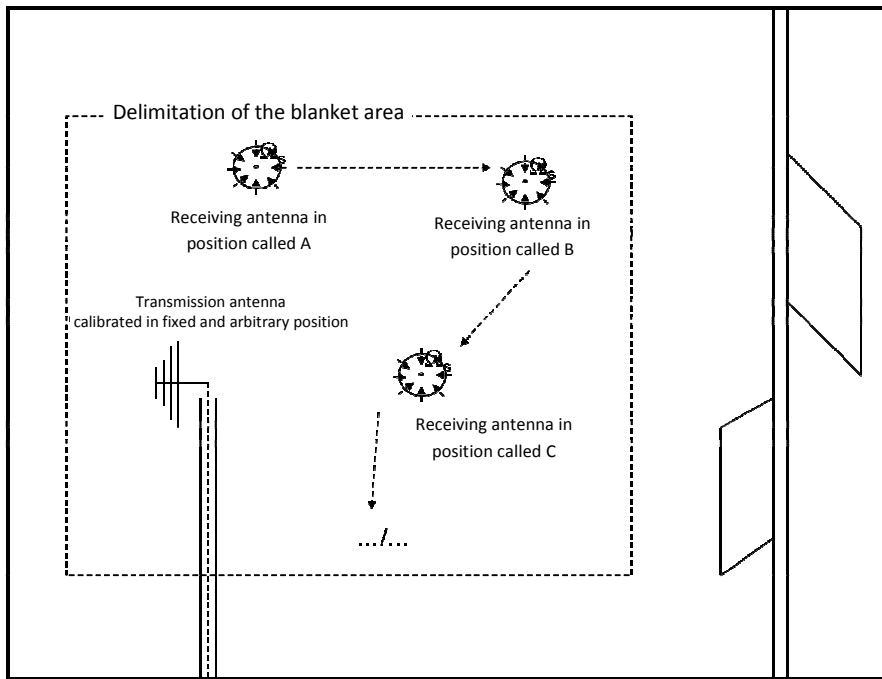 Delimitation of the blanket area
Receiving antenna in
position called A
Receiving antenna in
position called B
Transmission antenna
calibrated in fixed and arbitrary position
Receiving antenna in
position called C
.../...